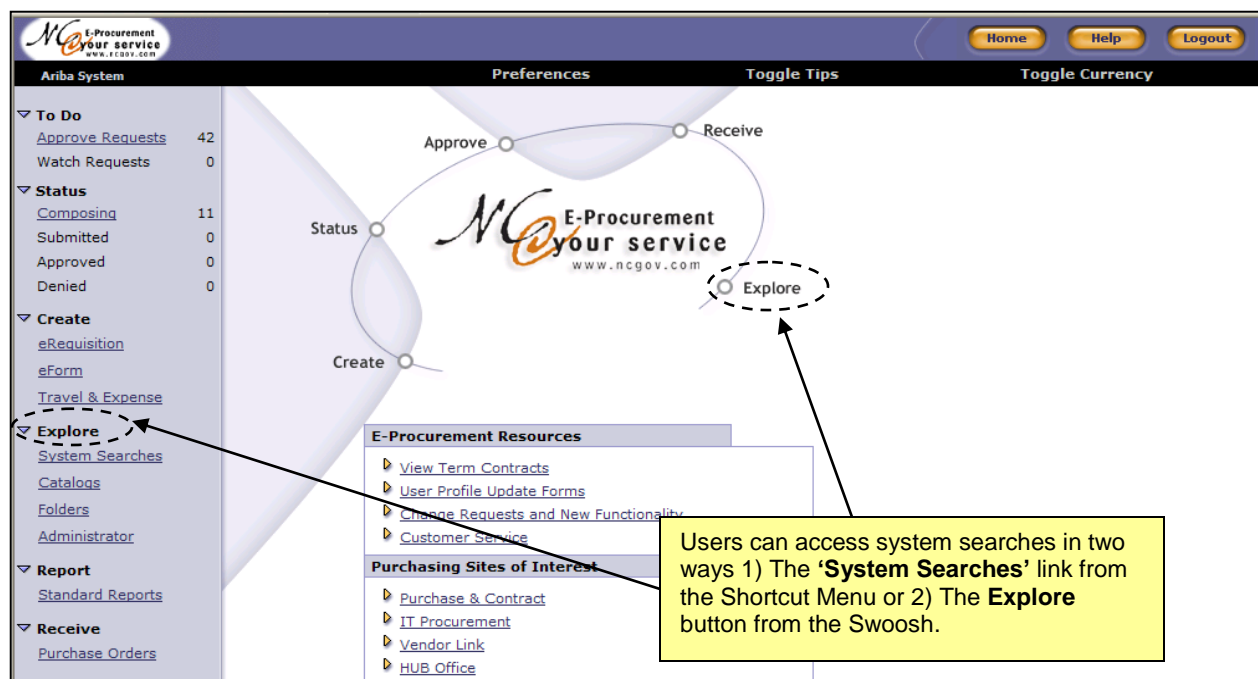 NC@ E-Procurement
your service
www.ncgov.com
Home Help Logout
Ariba System Preferences Toggle Tips Toggle Currency
To Do
Approve Requests 42
Watch Requests 0
Status
Composing 11
Submitted 0
Approved 0
Denied 0
Create
eRequisition
eForm
Travel & Expense
Explore
System Searches
Catalogs
Folders
Administrator
Report
Standard Reports
Receive
Purchase Orders
Approve
Receive
Status
NC@ E-Procurement
your service
www.ncgov.com
Explore
Create
E-Procurement Resources
View Term Contracts
User Profile Update Forms
Change Requests and New Functionality
Customer Service
Purchasing Sites of Interest
Purchase & Contract
IT Procurement
Vendor Link
HUB Office
Users can access system searches in two
ways 1) The ‘System Searches’ link from
the Shortcut Menu or 2) The Explore
button from the Swoosh.